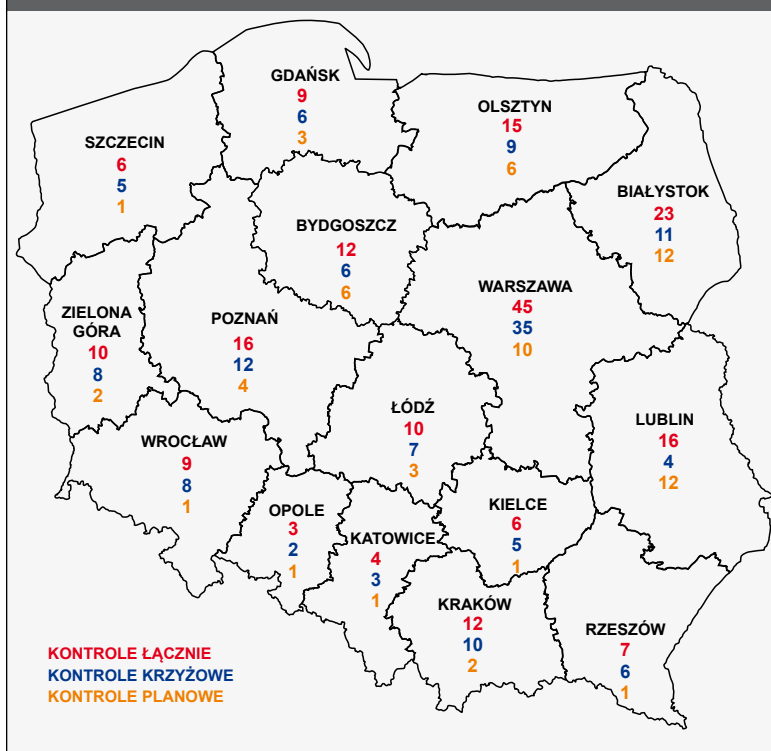 GDAŃSK
9
6
3
OLSZTYN
15
9
6
SZCZECIN
6
5
1
BIAŁYSTOK
23
11
12
BYDGOSZCZ
12
6
6
WARSZAWA
45
35
10
ZIELONA
GÓRA
10
8
2
POZNAŃ
16
12
4
ŁÓDŹ
10
7
3
LUBLIN
16
4
12
WROCŁAW
9
8
1
OPOLE
3
2
1
KATOWICE
4
3
1
KIELCE
6
5
1
KRAKÓW
12
10
2
RZESZÓW
7
6
1
KONTROLE ŁĄCZNIE
KONTROLE KRZYŻOWE
KONTROLE PLANOWE